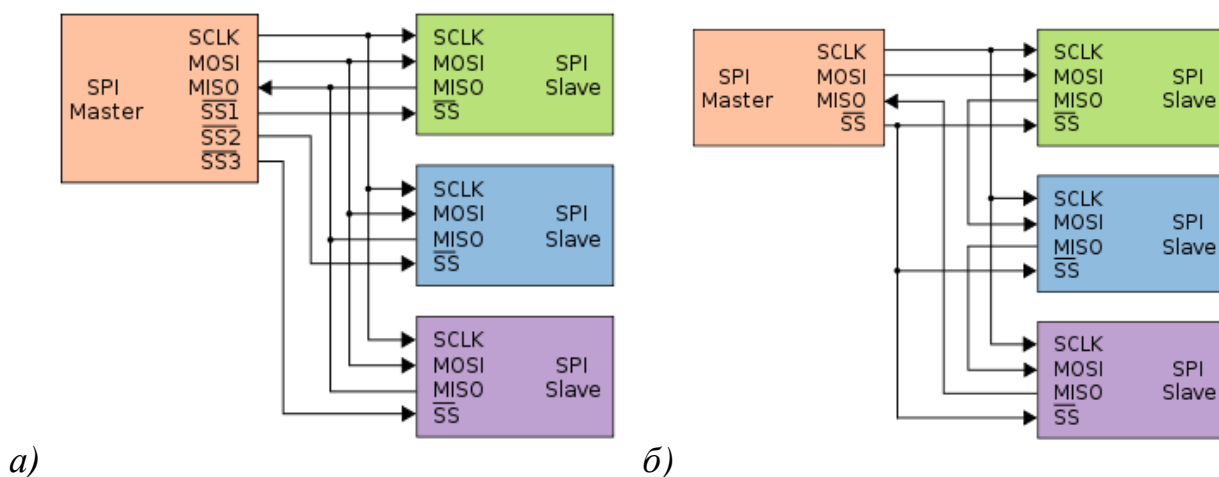 SCLK
MOSI
MISO
SS1
SS2
SS3
SPI
Master
SCLK
MOSI
MISO
SS
SPI
Slave
SCLK
MOSI
MISO
SS
SPI
Slave
SCLK
MOSI
MISO
SS
SPI
Slave
а)
SPI
Master
SCLK
MOSI
MISO
SS
SCLK
MOSI
MISO
SS
SPI
Slave
SCLK
MOSI
MISO
SS
SPI
Slave
SCLK
MOSI
MISO
SS
SPI
Slave
б)